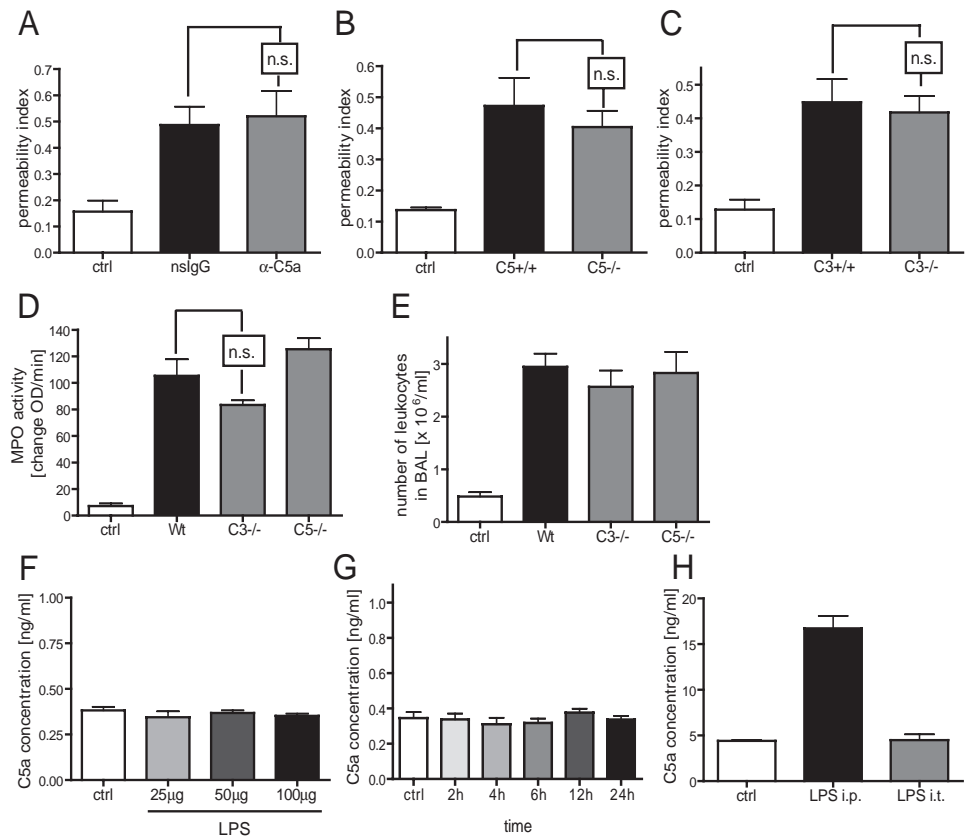 A
n.s.
permeability index
0.7
0.6
0.5
0.4
0.3
0.2
0.1
0.0
ctrl nsIgG α-C5a
B
n.s.
permeability index
0.6
0.5
0.4
0.3
0.2
0.1
0.0
ctrl C5+/+ C5-/-
C
n.s.
permeability index
0.5
0.4
0.3
0.2
0.1
0.0
ctrl C3+/+ C3-/-
D
n.s.
MPO activity
[change OD/min]
140
120
100
80
60
40
20
0
ctrl Wt C3-/- C5-/-
E
number of leukocytes
in BAL [x 10⁶/ml]
3
2
1
0
ctrl Wt C3-/- C5-/-
F
C5a concentration [ng/ml]
1.00
0.75
0.50
0.25
0.00
ctrl 25µg 50µg 100µg
LPS
G
C5a concentration [ng/ml]
1.0
0.8
0.6
0.4
0.2
0.0
ctrl 2h 4h 6h 12h 24h
time
H
C5a concentration [ng/ml]
20
15
10
5
0
ctrl LPS i.p. LPS i.t.